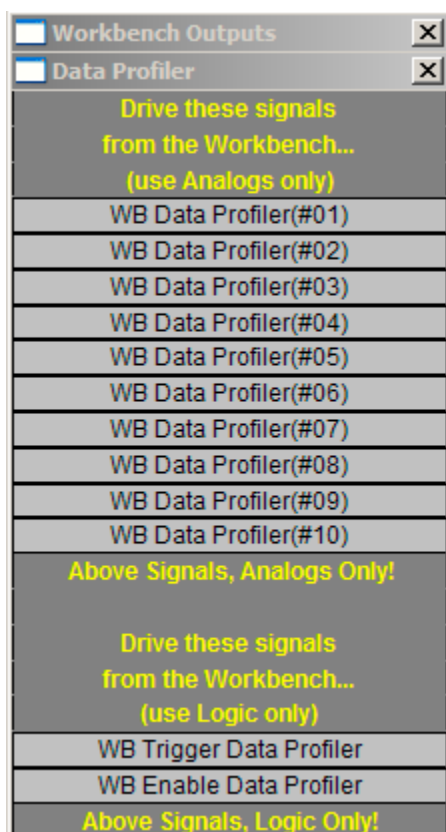 Workbench Outputs
Data Profiler
Drive these signals
from the Workbench...
(use Analogs only)
WB Data Profiler(#01)
WB Data Profiler(#02)
WB Data Profiler(#03)
WB Data Profiler(#04)
WB Data Profiler(#05)
WB Data Profiler(#06)
WB Data Profiler(#07)
WB Data Profiler(#08)
WB Data Profiler(#09)
WB Data Profiler(#10)
Above Signals, Analogs Only!
Drive these signals
from the Workbench...
(use Logic only)
WB Trigger Data Profiler
WB Enable Data Profiler
Above Signals, Logic Only!